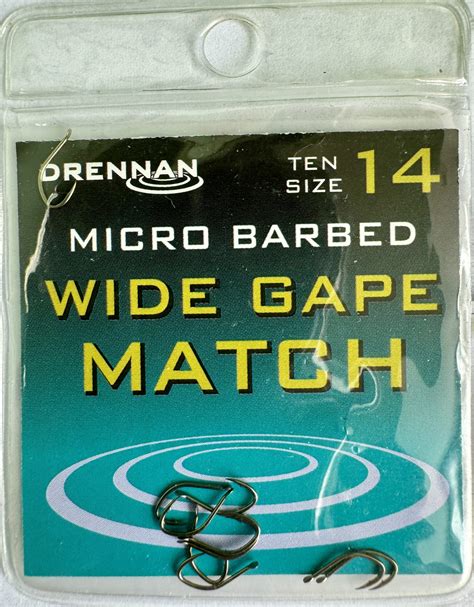 DRENNAN
TEN
SIZE 14
MICRO BARBED
WIDE GAPE
MATCH